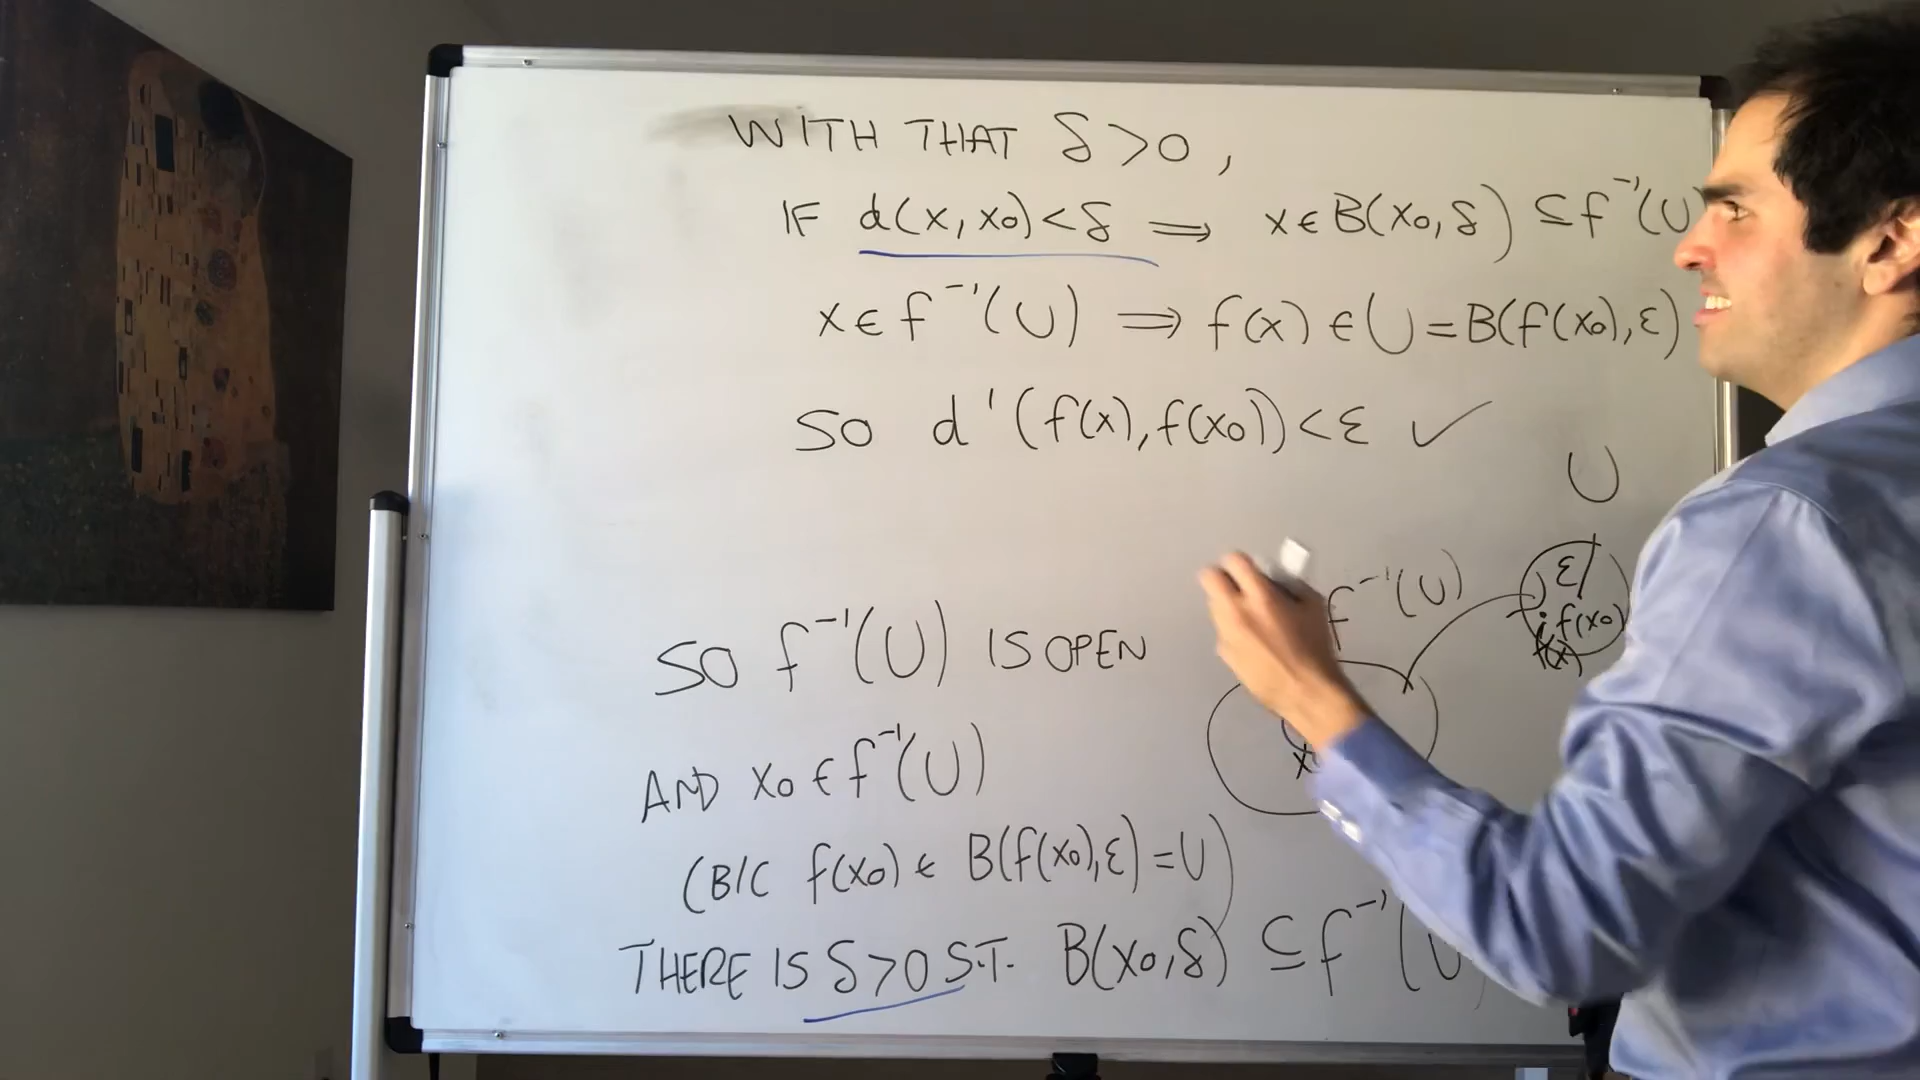 WITH THAT δ>0,
IF d(x, x₀)<δ ⟹ x∈B(x₀, δ) ⊆f⁻¹(U)
x∈f⁻¹(U) ⟹ f(x)∈U=B(f(x₀),ε)
SO d'(f(x),f(x₀))<ε ✓
U
f⁻¹(U)
ε
f(x₀)
f(x)
SO f⁻¹(U) IS OPEN
AND x₀∈f⁻¹(U)
(B/C f(x₀)∈ B(f(x₀),ε)=U)
THERE IS δ>0 S.T. B(x₀,δ) ⊆f⁻¹(U)